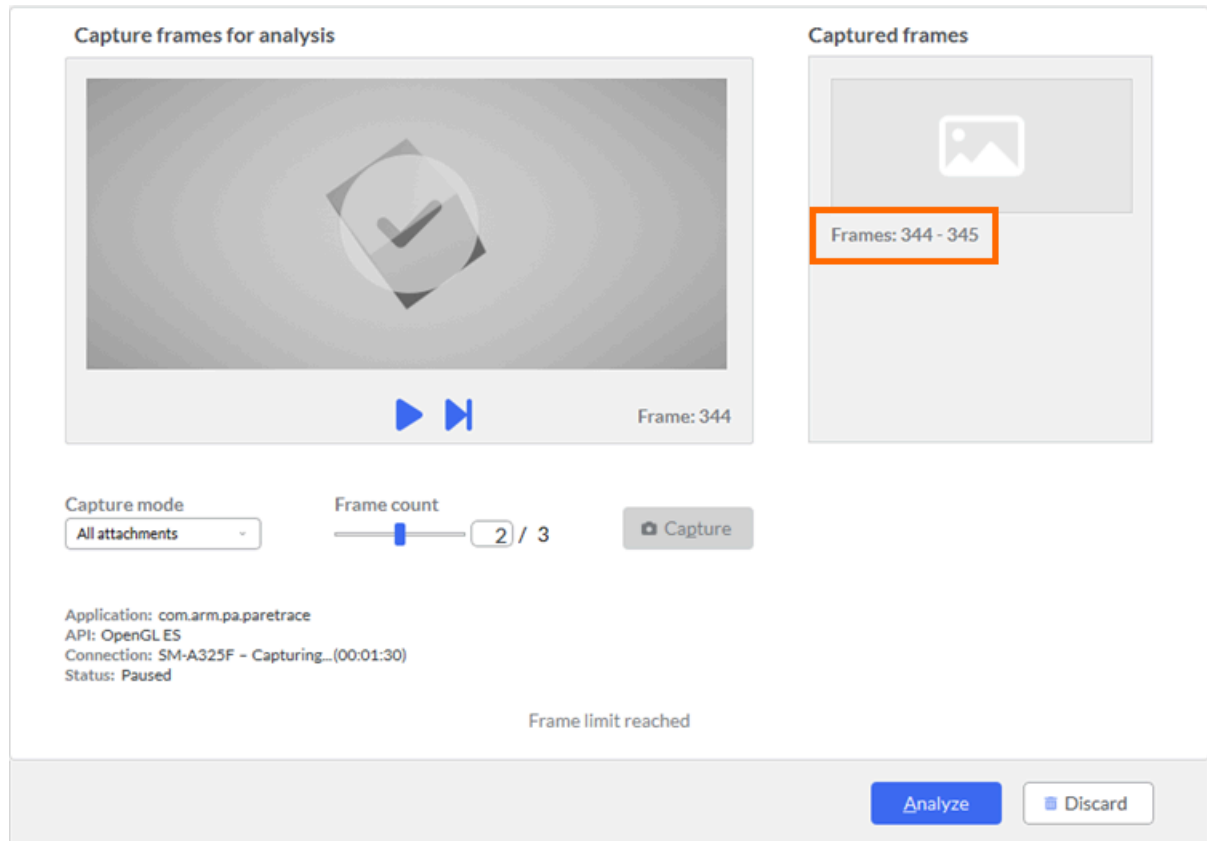 Capture frames for analysis
Captured frames
Frames: 344 - 345
Frame: 344
Capture mode
Frame count
All attachments
2 / 3
Capture
Application: com.arm.pa.paretrace
API: OpenGL ES
Connection: SM-A325F – Capturing...(00:01:30)
Status: Paused
Frame limit reached
Analyze
Discard